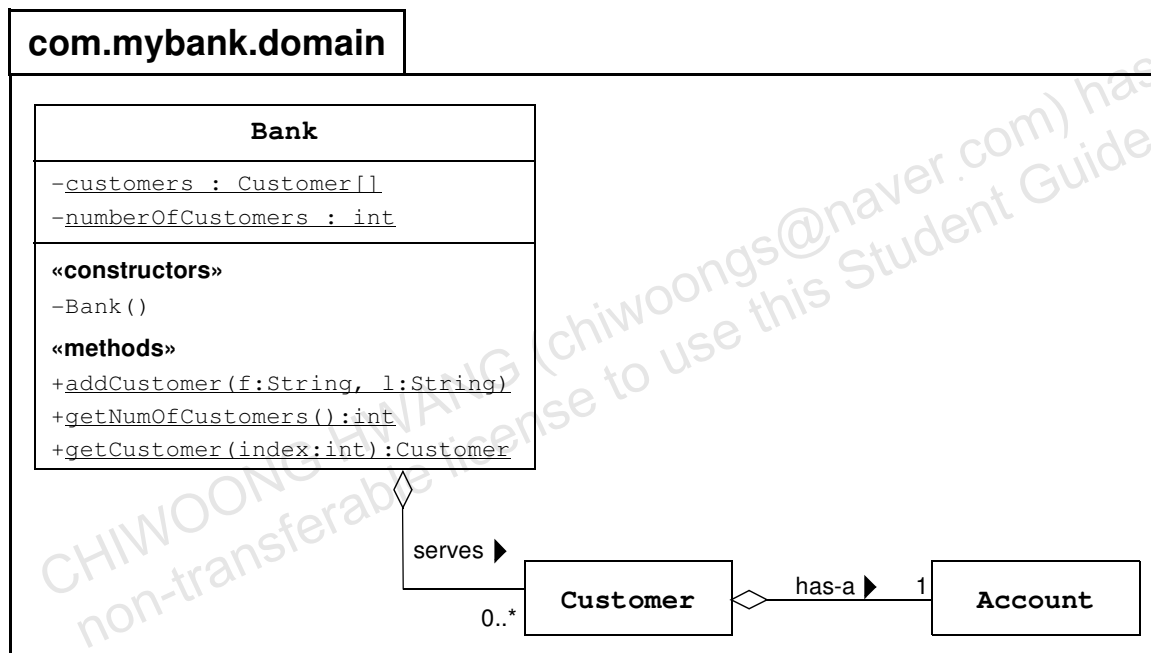 com.mybank.domain
Bank
-customers : Customer[]
-numberOfCustomers : int
«constructors»
-Bank()
«methods»
+addCustomer(f:String, l:String)
+getNumOfCustomers():int
+getCustomer(index:int):Customer
serves
0..*
Customer
has-a
1
Account
CHIWOONG HWANG (chiwoongs@naver.com) has
non-transferable license to use this Student Guide